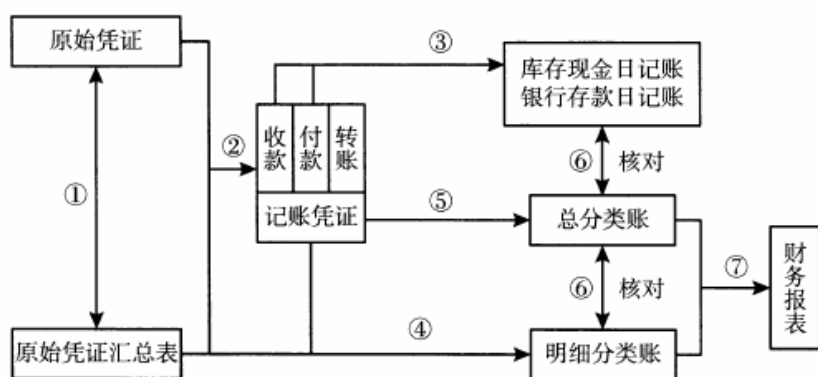 原始凭证
③
库存现金日记账
银行存款日记账
①
②
收款
付款
转账
记账凭证
⑥ 核对
⑤
总分类账
⑥ 核对
⑦
财务报表
④
原始凭证汇总表
明细分类账